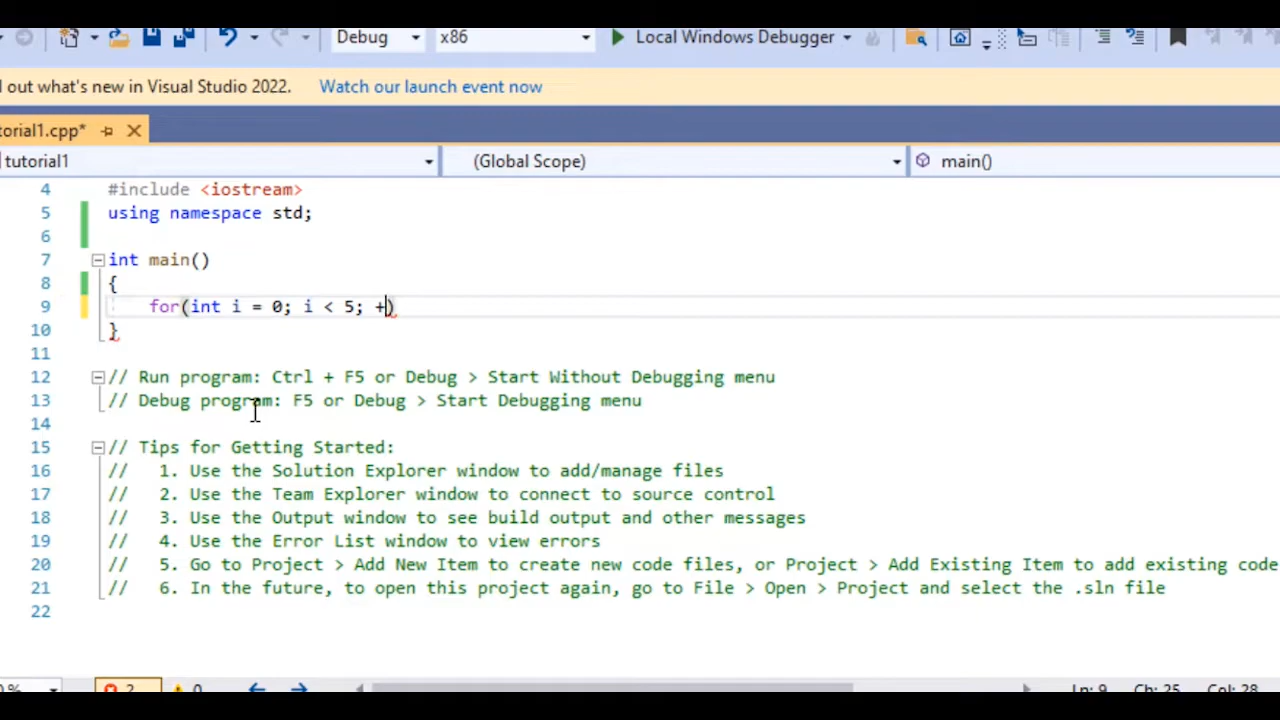 Debug x86 Local Windows Debugger
out what's new in Visual Studio 2022. Watch our launch event now
torial1.cpp*
tutorial1 (Global Scope) main()
4 #include <iostream>
5 using namespace std;
6
7 int main()
8 {
9 for(int i = 0; i < 5; +)
10 }
11
12 // Run program: Ctrl + F5 or Debug > Start Without Debugging menu
13 // Debug program: F5 or Debug > Start Debugging menu
14
15 // Tips for Getting Started:
16 // 1. Use the Solution Explorer window to add/manage files
17 // 2. Use the Team Explorer window to connect to source control
18 // 3. Use the Output window to see build output and other messages
19 // 4. Use the Error List window to view errors
20 // 5. Go to Project > Add New Item to create new code files, or Project > Add Existing Item to add existing code
21 // 6. In the future, to open this project again, go to File > Open > Project and select the .sln file
22
2 0 Ln: 9 Ch: 25 Col: 28